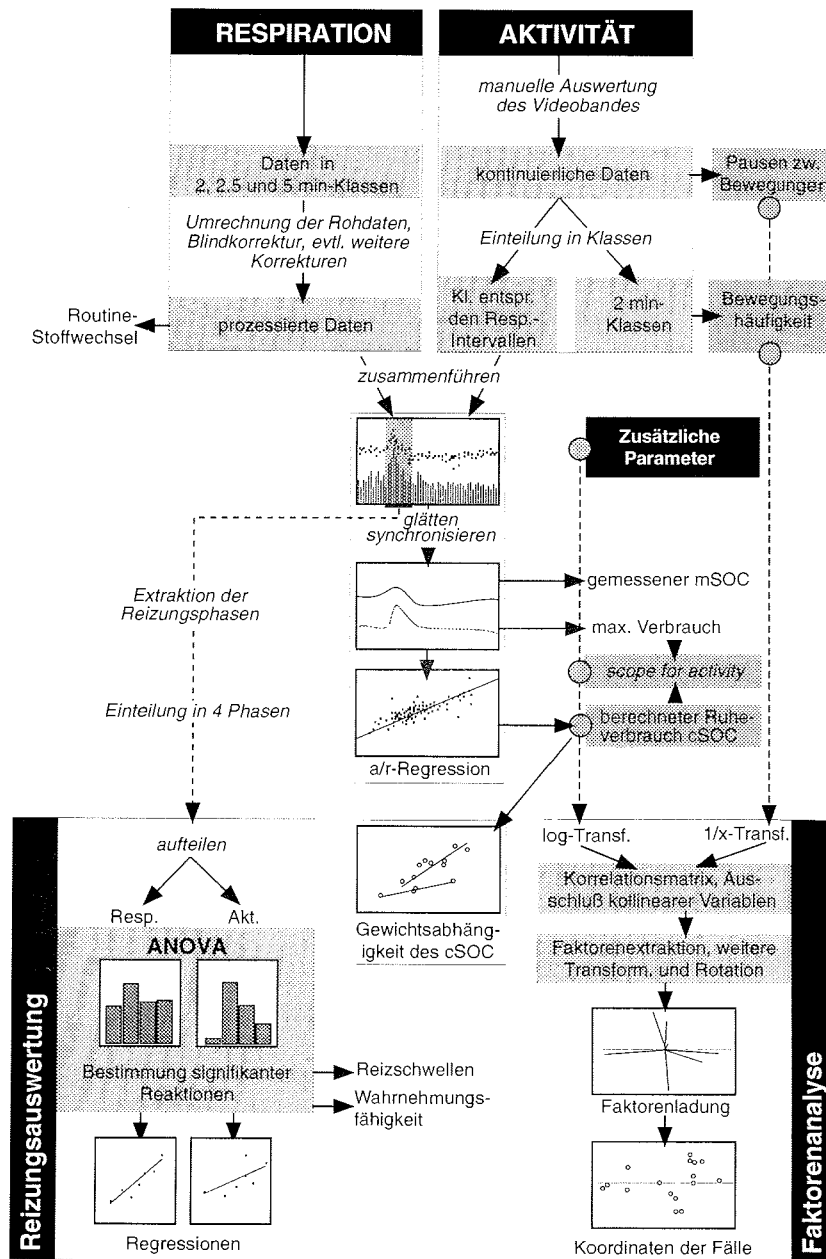 RESPIRATION
AKTIVITÄT
manuelle Auswertung
des Videobandes
Daten in
2, 2.5 und 5 min-Klassen
kontinuierliche Daten
Pausen zw.
Bewegungen
Umrechnung der Rohdaten,
Blindkorrektur, evtl. weitere
Korrekturen
Einteilung in Klassen
Routine-
Stoffwechsel
prozessierte Daten
Kl. entspr.
den Resp.-
Intervallen
2 min-
Klassen
Bewegungs-
häufigkeit
zusammenführen
Zusätzliche
Parameter
glätten
synchronisieren
Extraktion der
Reizungsphasen
gemessener mSOC
max. Verbrauch
scope for activity
Einteilung in 4 Phasen
berechneter Ruhe-
verbrauch cSOC
a/r-Regression
Reizungsauswertung
aufteilen
Resp.
Akt.
ANOVA
Bestimmung signifikanter
Reaktionen
Reizschwellen
Wahrnehmungs-
fähigkeit
Regressionen
Gewichtsabhäng-
igkeit des cSOC
Faktorenanalyse
log-Transf.
1/x-Transf.
Korrelationsmatrix, Aus-
schluß kollinearer Variablen
Faktorenextraktion, weitere
Transform. und Rotation
Faktorenladung
Koordinaten der Fälle